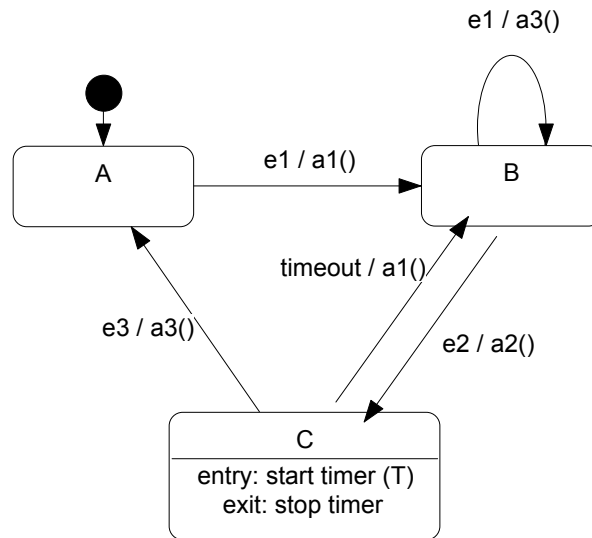 e1 / a3()
A
e1 / a1()
B
timeout / a1()
e3 / a3()
e2 / a2()
C
entry: start timer (T)
exit: stop timer